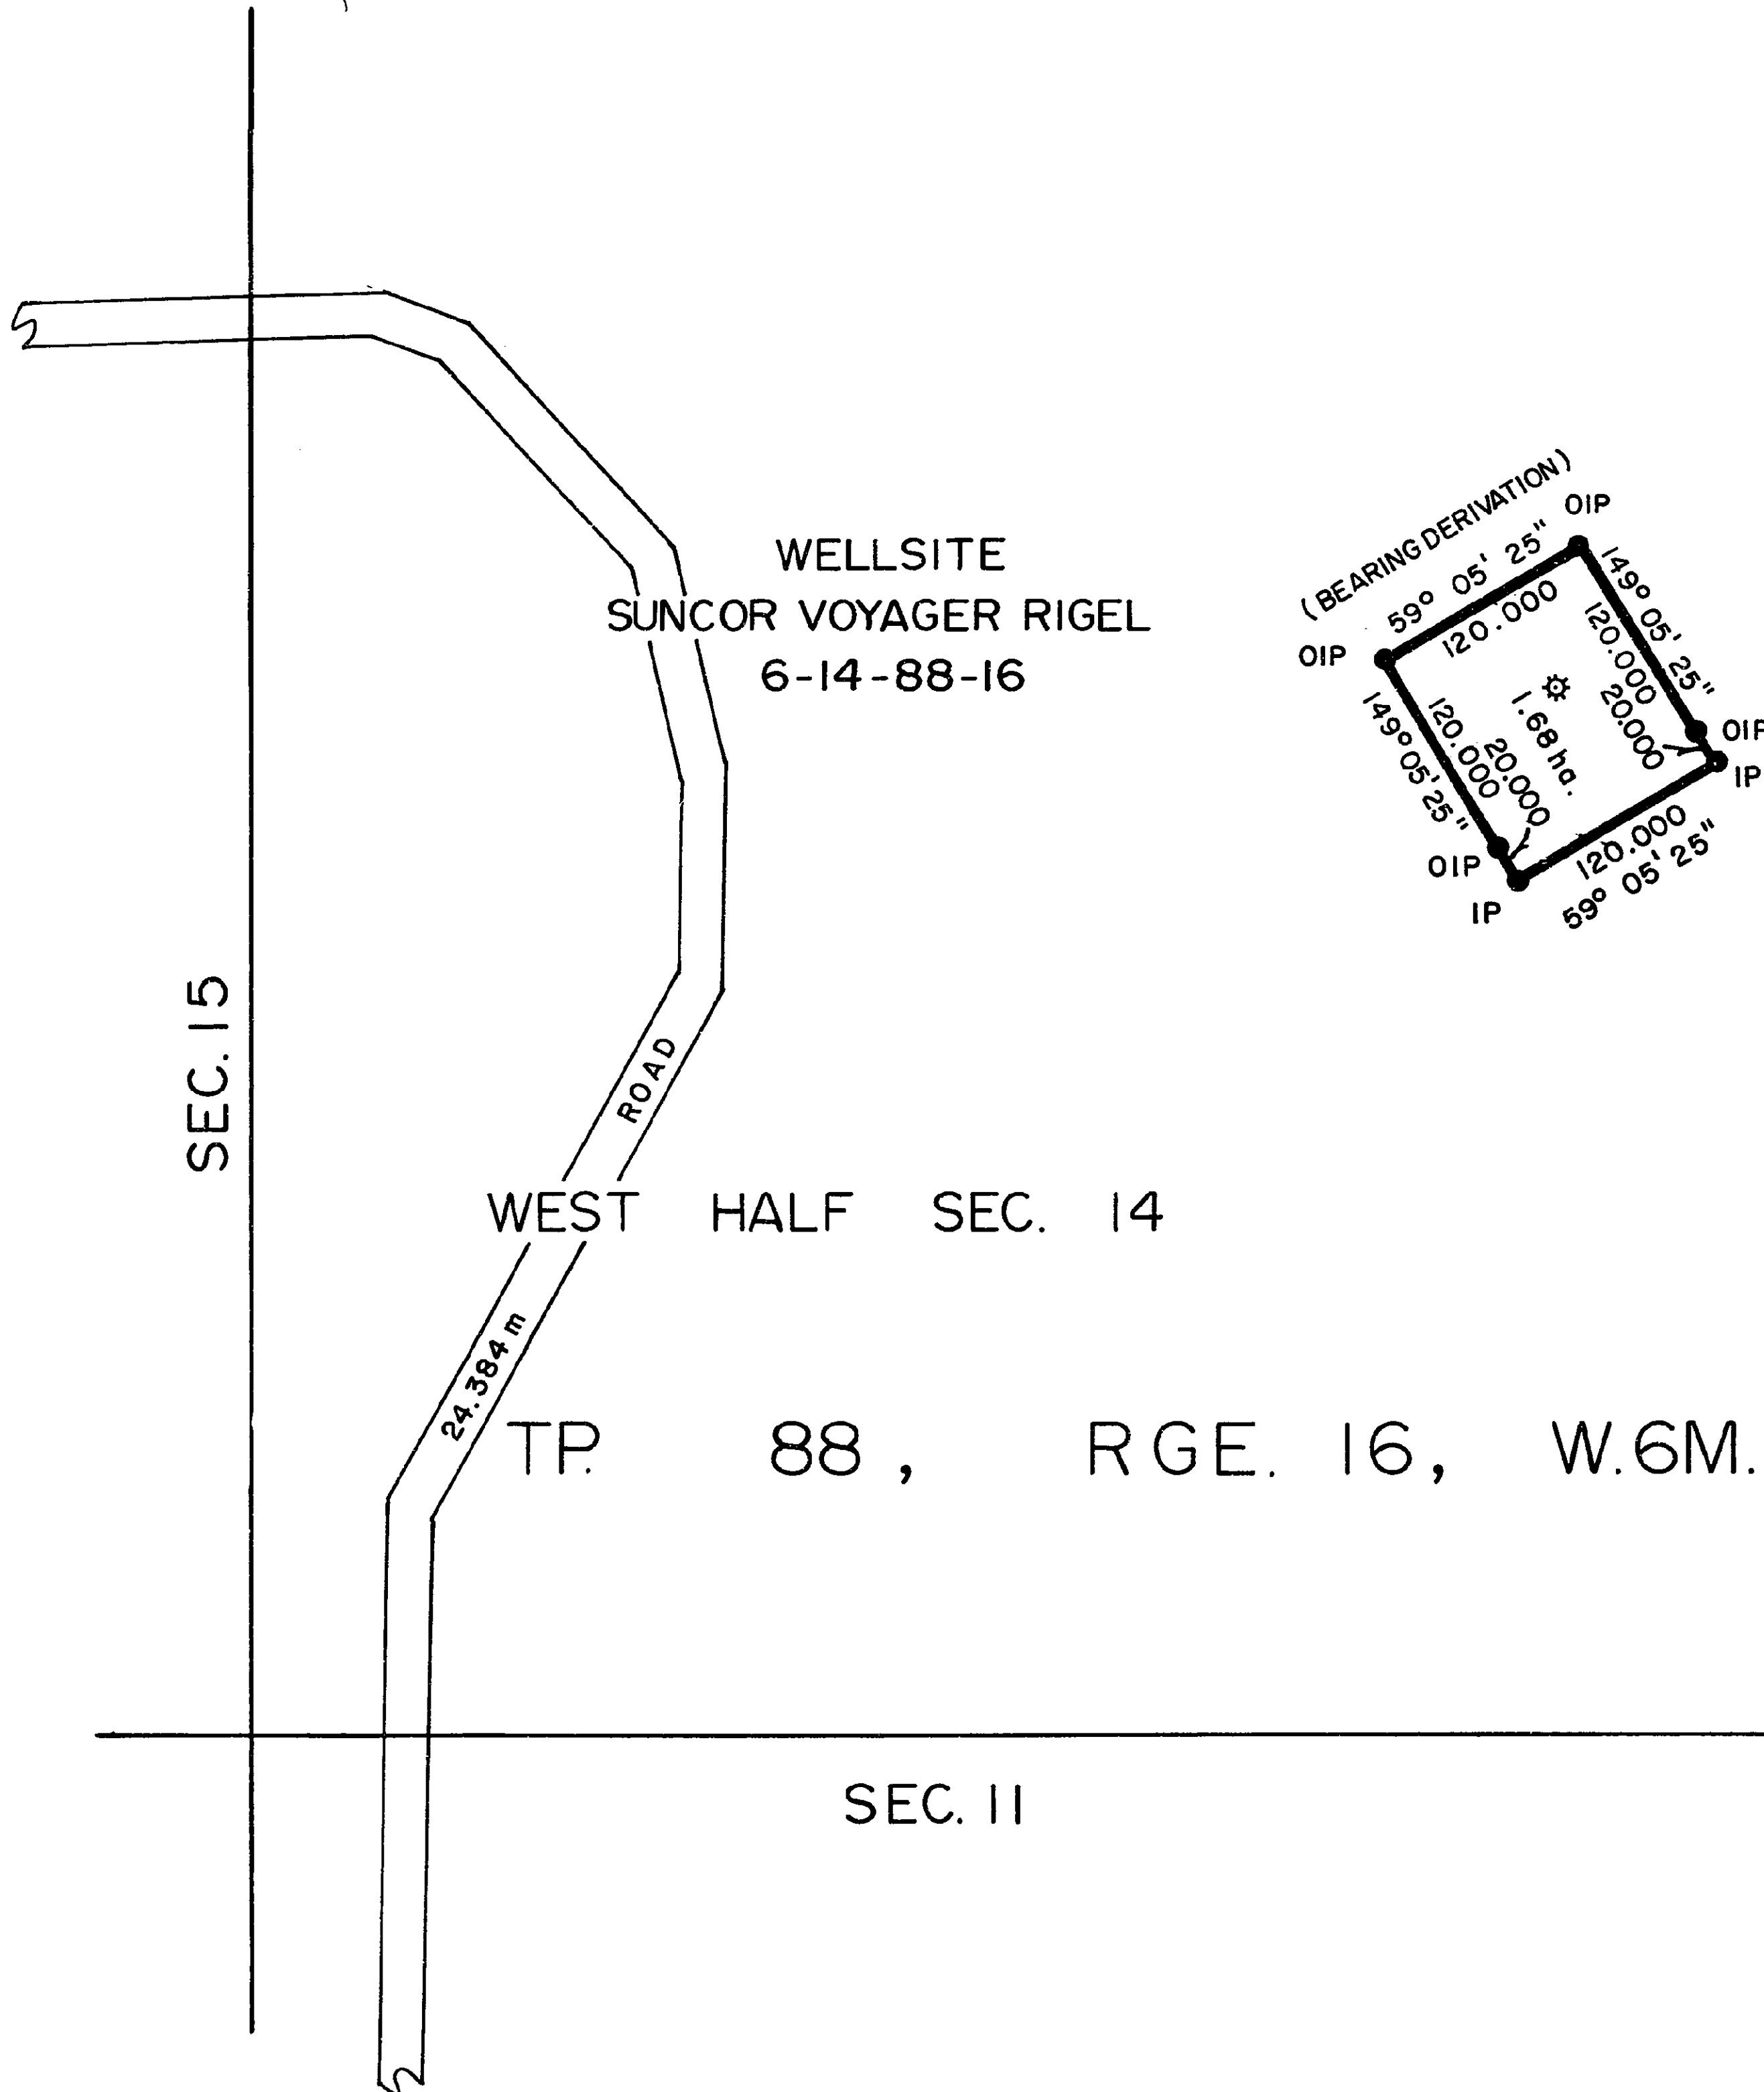 WELLSITE
SUNCOR VOYAGER RIGEL
6-14-88-16
(BEARING DERIVATION)
59° 05' 25"
120.000
OIP
OIP
149° 05' 25"
120.000
20.000
OIP
IP
1.68 ha.
149° 05' 25"
120.000
20.000
OIP
IP
120.000
59° 05' 25"
SEC. 15
ROAD
WEST HALF SEC. 14
24.384 m
TP. 88, RGE. 16, W.6M.
SEC. 11